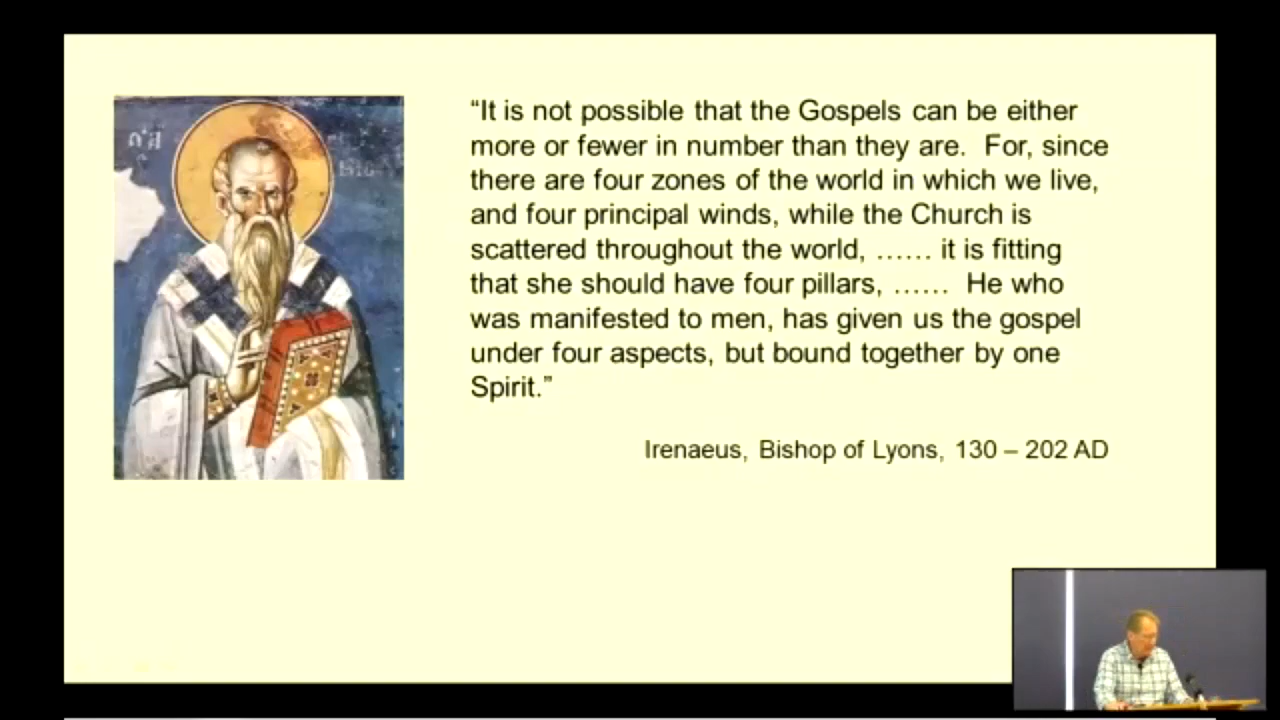 “It is not possible that the Gospels can be either
more or fewer in number than they are. For, since
there are four zones of the world in which we live,
and four principal winds, while the Church is
scattered throughout the world, …… it is fitting
that she should have four pillars, …… He who
was manifested to men, has given us the gospel
under four aspects, but bound together by one
Spirit.”
Irenaeus, Bishop of Lyons, 130 – 202 AD